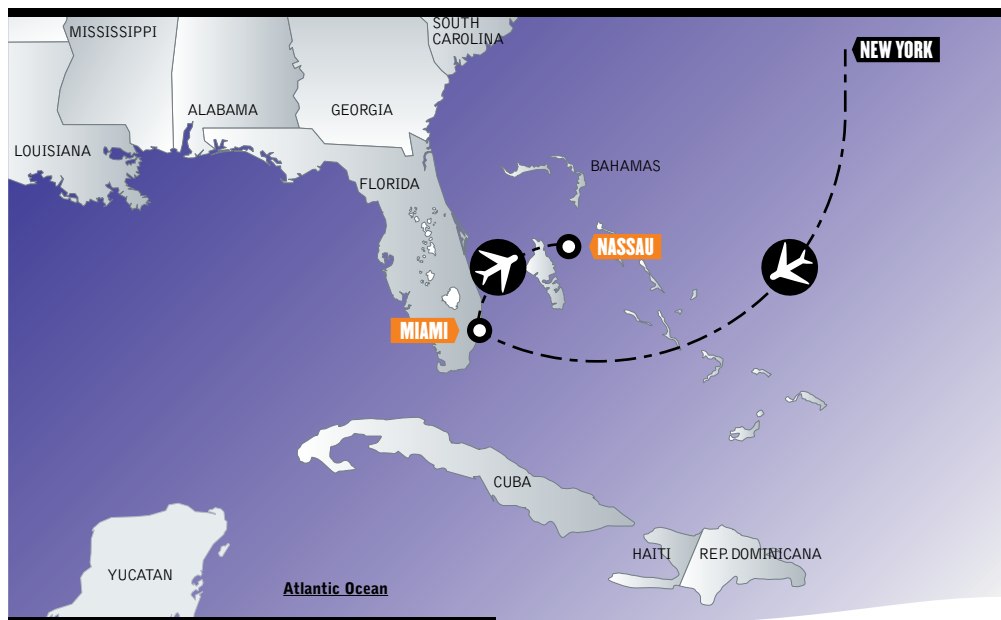 SOUTH
CAROLINA
MISSISSIPPI
NEW YORK
ALABAMA
GEORGIA
LOUISIANA
BAHAMAS
FLORIDA
NASSAU
MIAMI
CUBA
HAITI
REP. DOMINICANA
YUCATAN
Atlantic Ocean